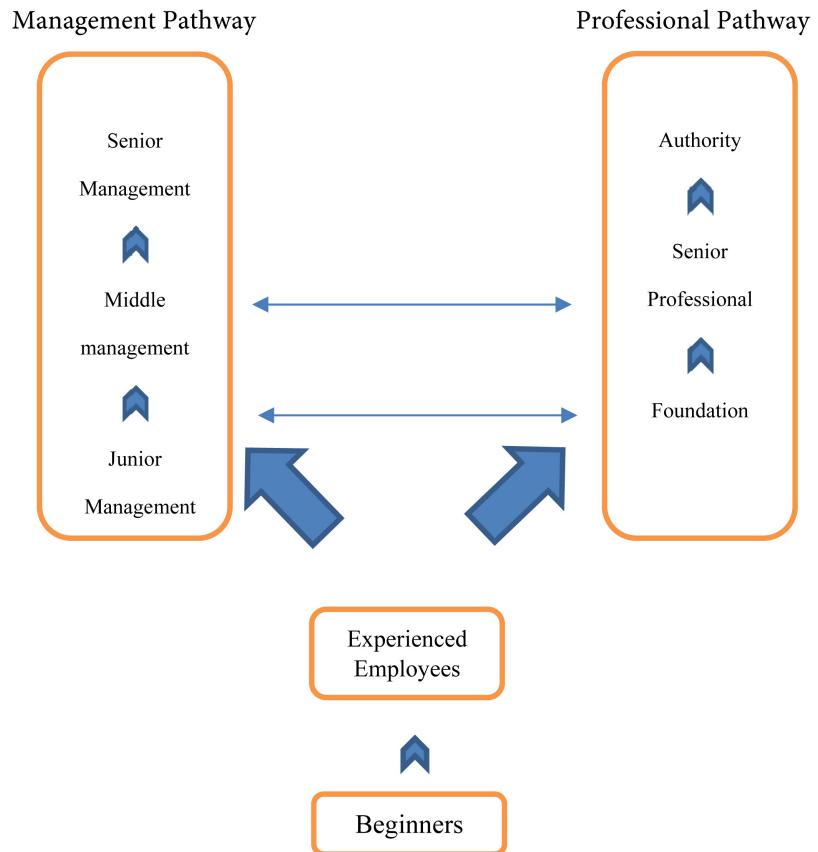 Management Pathway
Professional Pathway
Senior
Management
Middle
management
Junior
Management
Authority
Senior
Professional
Foundation
Experienced
Employees
Beginners